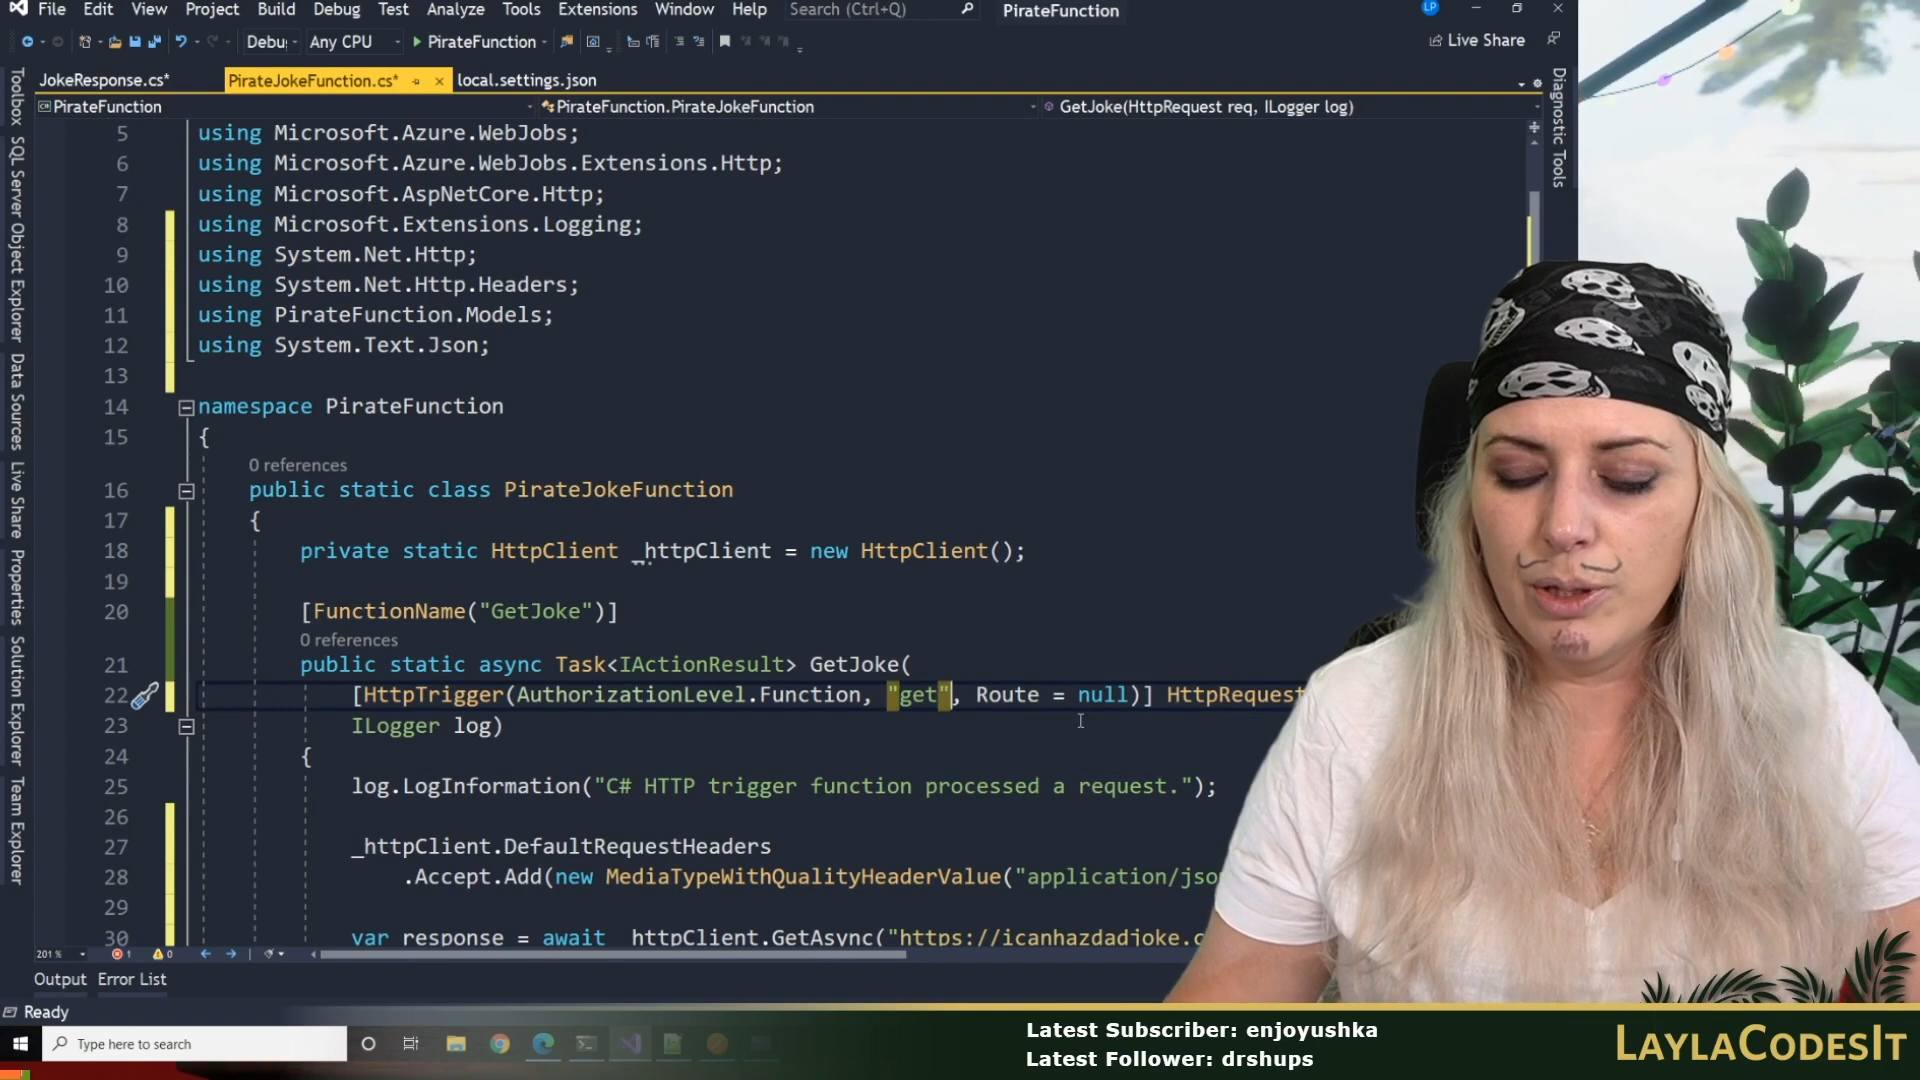 File Edit View Project Build Debug Test Analyze Tools Extensions Window Help Search (Ctrl+Q) PirateFunction LP
Debu Any CPU PirateFunction Live Share
JokeResponse.cs* PirateJokeFunction.cs* local.settings.json
PirateFunction PirateFunction.PirateJokeFunction GetJoke(HttpRequest req, ILogger log)
Toolbox
SQL Server Object Explorer
Data Sources
Live Share
Properties
Solution Explorer
Team Explorer
Diagnostic Tools
5 using Microsoft.Azure.WebJobs;
6 using Microsoft.Azure.WebJobs.Extensions.Http;
7 using Microsoft.AspNetCore.Http;
8 using Microsoft.Extensions.Logging;
9 using System.Net.Http;
10 using System.Net.Http.Headers;
11 using PirateFunction.Models;
12 using System.Text.Json;
13
14 namespace PirateFunction
15 {
0 references
16 public static class PirateJokeFunction
17 {
18 private static HttpClient _httpClient = new HttpClient();
19
20 [FunctionName("GetJoke")]
0 references
21 public static async Task<IActionResult> GetJoke(
22 [HttpTrigger(AuthorizationLevel.Function, "get", Route = null)] HttpRequest
23 ILogger log)
24 {
25 log.LogInformation("C# HTTP trigger function processed a request.");
26
27 _httpClient.DefaultRequestHeaders
28 .Accept.Add(new MediaTypeWithQualityHeaderValue("application/jso
29
30 var response = await _httpClient.GetAsync("https://icanhazdadjoke.c
201 % 1 0
Output Error List
Ready
Type here to search
Latest Subscriber: enjoyushka
Latest Follower: drshups
LAYLACODESIT